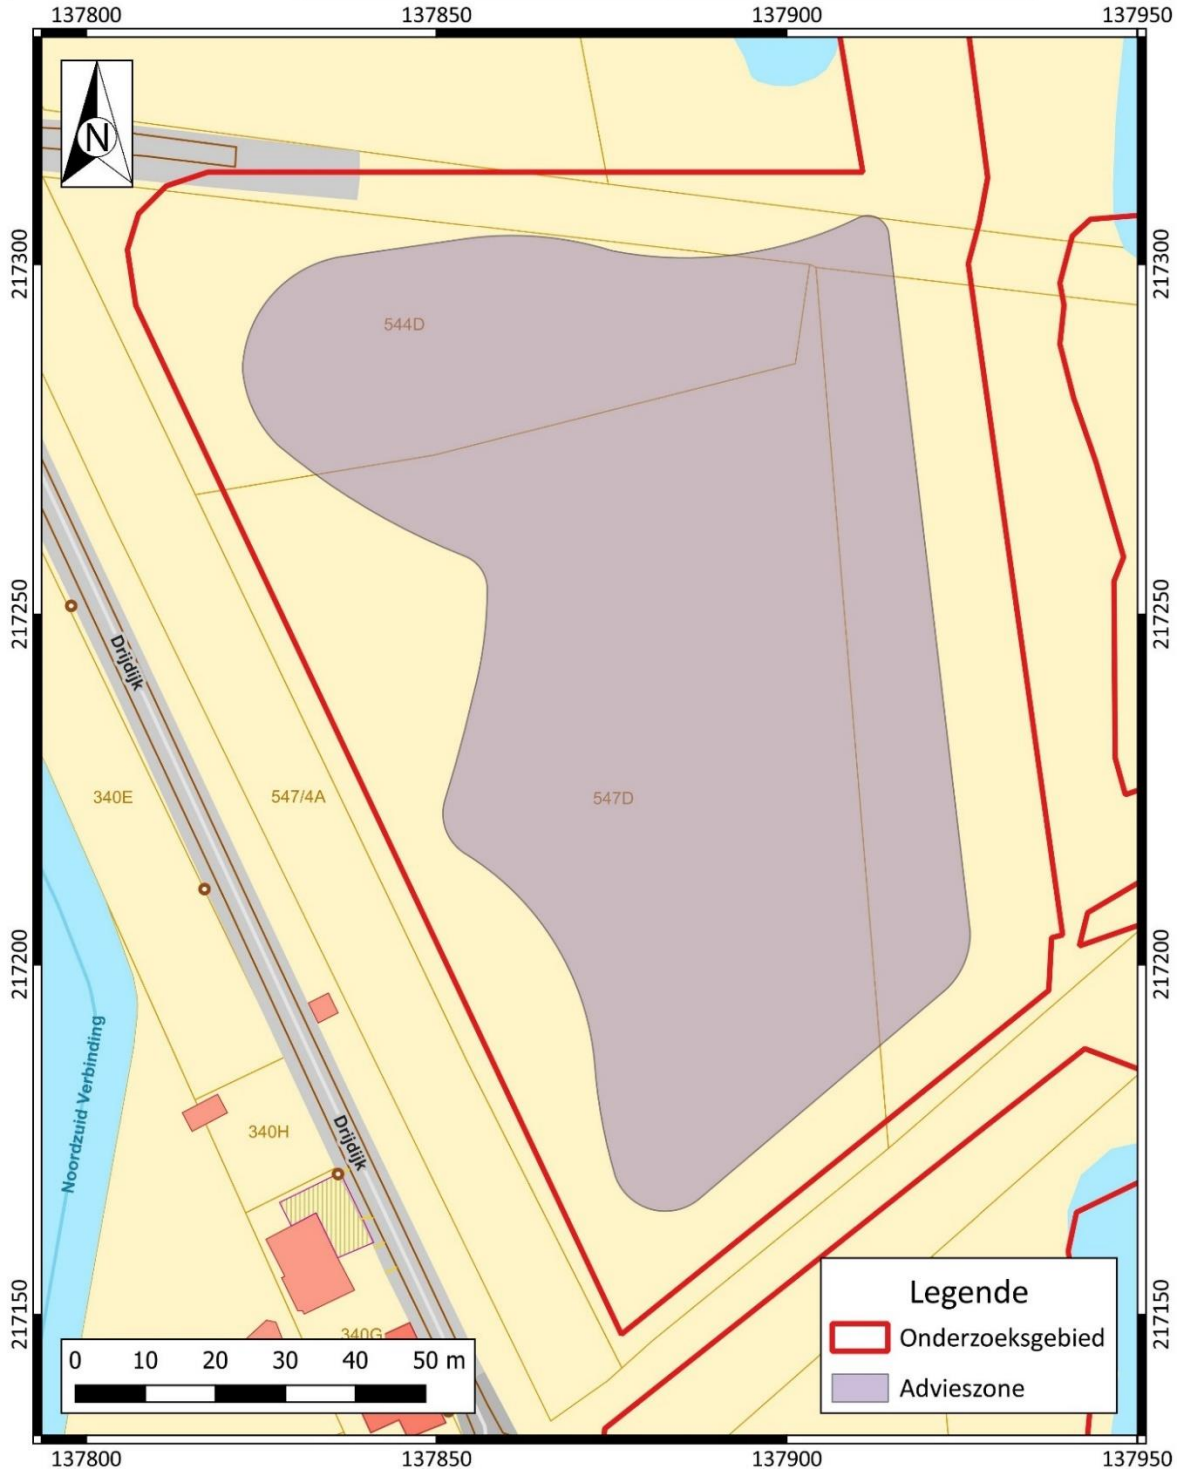 137800 137850 137900 137950
N
217300 217300
544D
217250 217250
Drijdijk
340E 547/4A 547D
217200 217200
Noordzuid Verbinding
340H
Drijdijk
217150 217150
340G
Legende
Onderzoeksgebied
Advieszone
0 10 20 30 40 50 m
137800 137850 137900 137950